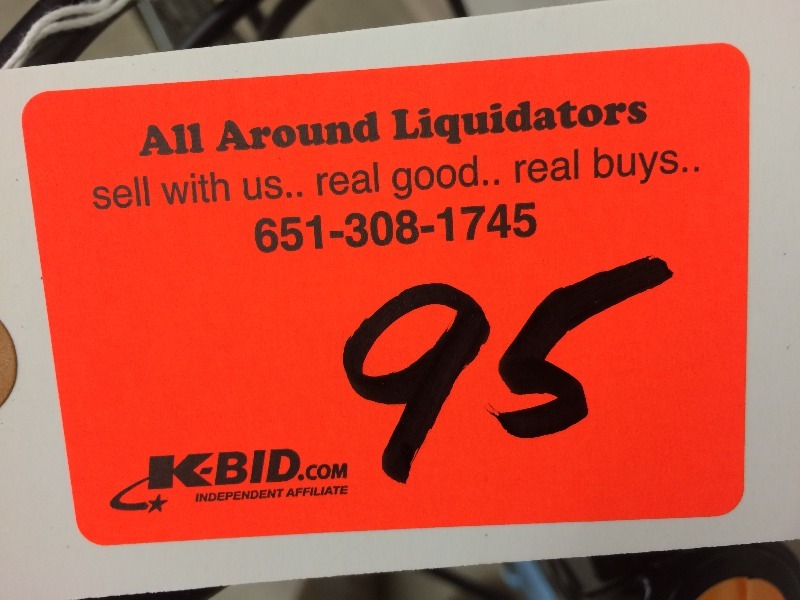 All Around Liquidators
sell with us.. real good.. real buys..
651-308-1745
95
K-BID.COM
INDEPENDENT AFFILIATE